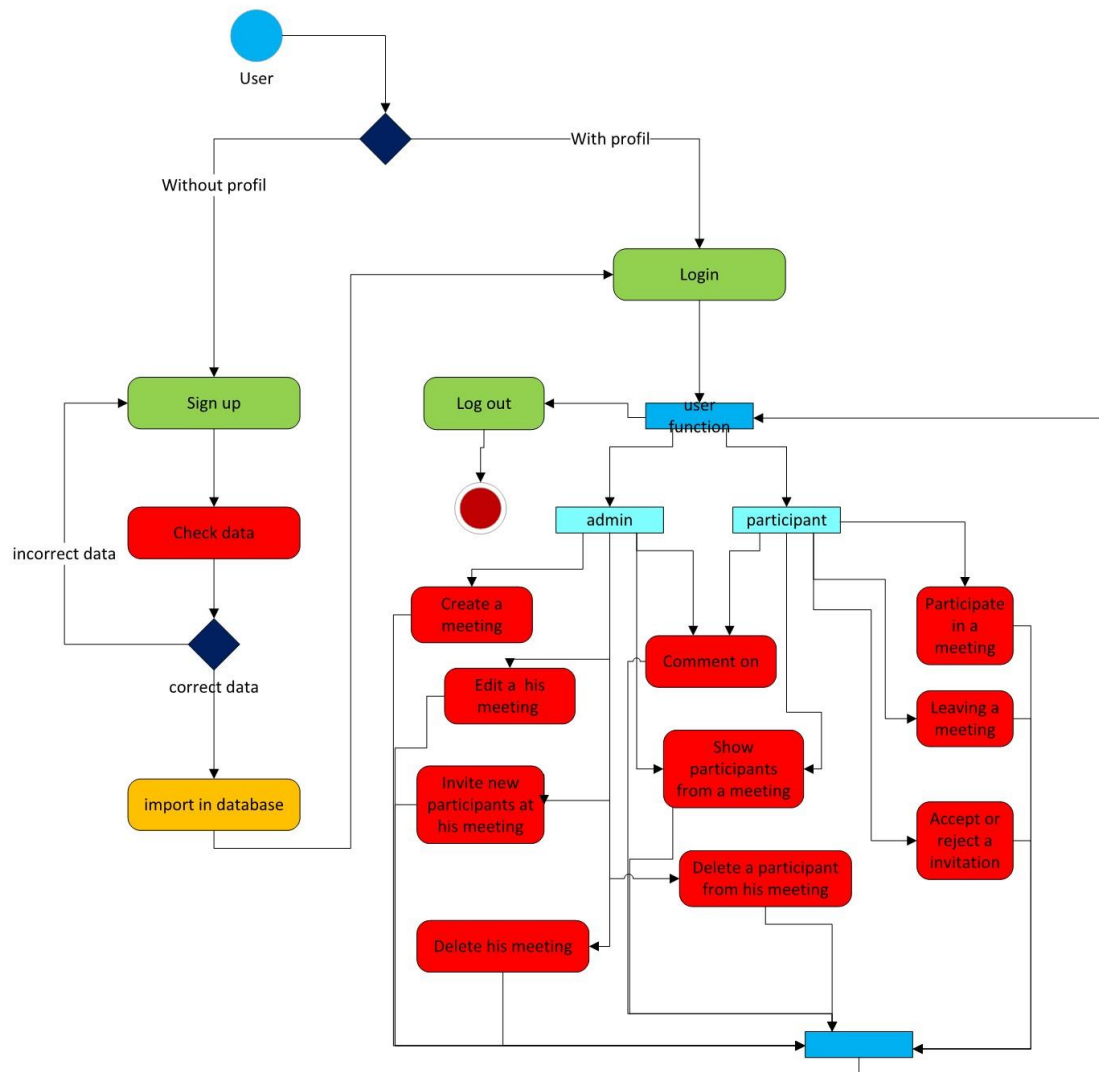 User
With profil
Without profil
Login
Sign up
Log out
user
function
admin
participant
Check data
incorrect data
Create a
meeting
Participate
in a
meeting
Comment on
correct data
Edit a  his
meeting
Leaving a
meeting
Show
participants
from a meeting
Invite new
participants at
his meeting
import in database
Accept or
reject a
invitation
Delete a participant
from his meeting
Delete his meeting